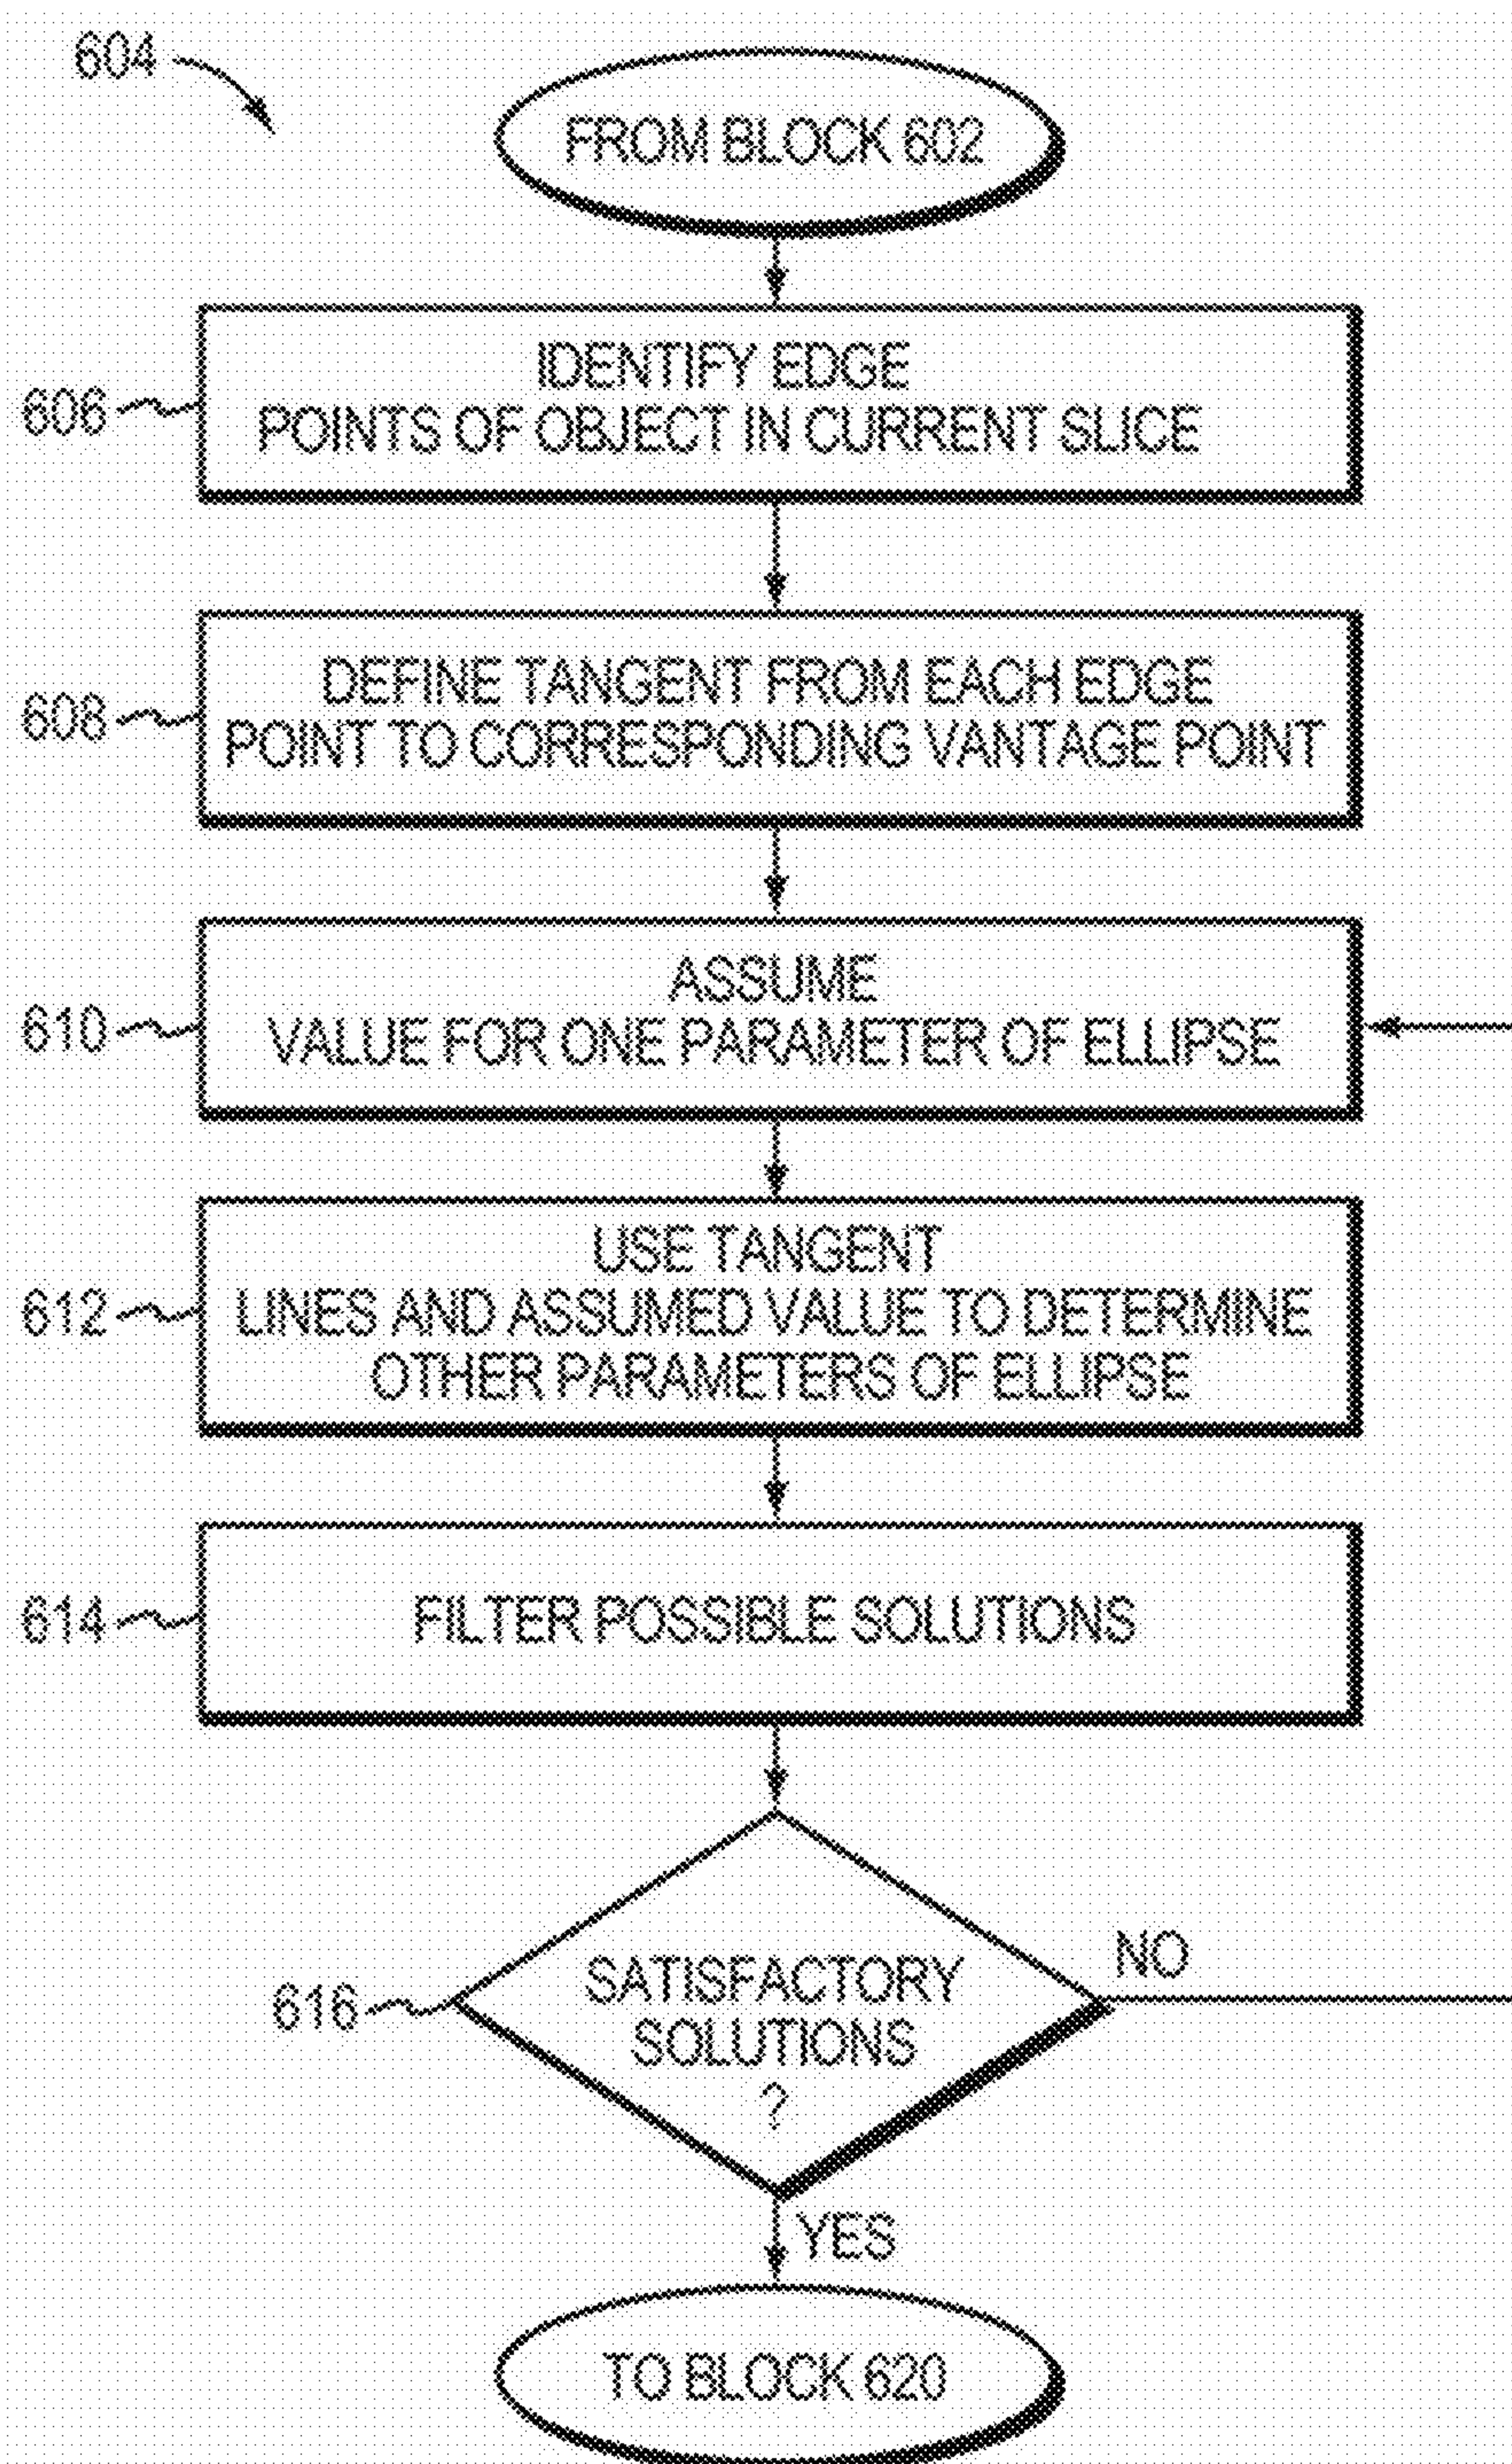 604
FROM BLOCK 602
IDENTIFY EDGE
POINTS OF OBJECT IN CURRENT SLICE
606
DEFINE TANGENT FROM EACH EDGE
POINT TO CORRESPONDING VANTAGE POINT
608
ASSUME
VALUE FOR ONE PARAMETER OF ELLIPSE
610
USE TANGENT
LINES AND ASSUMED VALUE TO DETERMINE
OTHER PARAMETERS OF ELLIPSE
612
FILTER POSSIBLE SOLUTIONS
614
SATISFACTORY
SOLUTIONS
?
616
NO
YES
TO BLOCK 620